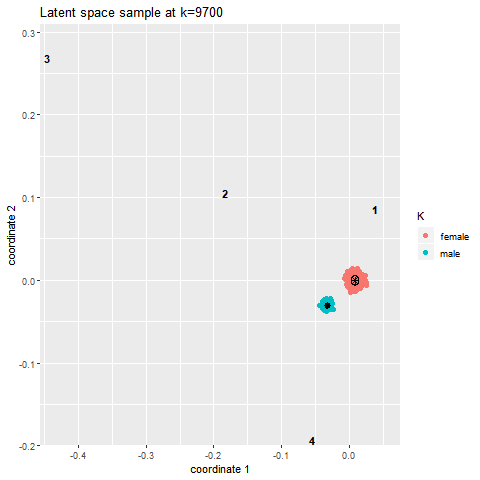 Latent space sample at k=9700
0.3
3
0.2
2
0.1
1
0.0
-0.1
4
-0.2
-0.4
-0.3
-0.2
-0.1
0.0
coordinate 1
coordinate 2
K
female
male